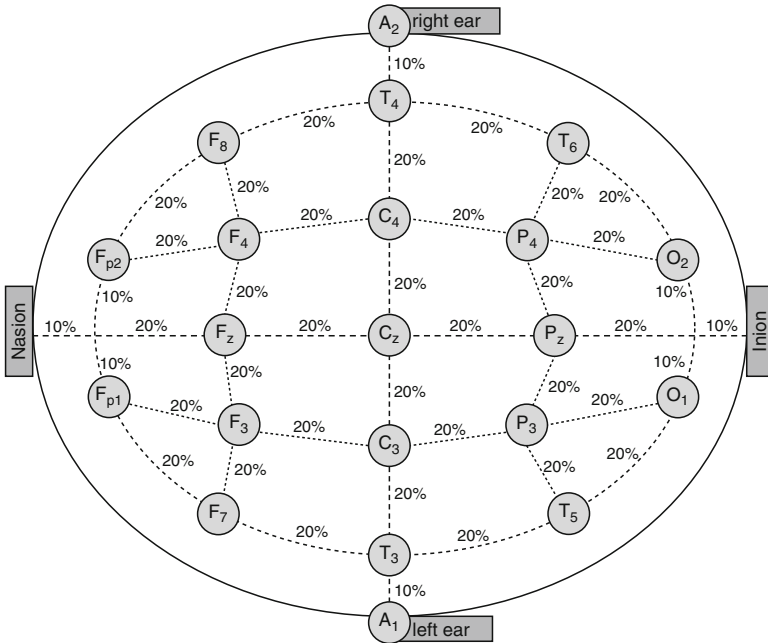 A2 right ear
10%
T4
20% 20%
F8 T6
20%
20% 20%
20% 20% 20% 20%
C4
F4 P4
20% 20%
Fp2 O2
20% 20%
10% 20% 10%
Nasion 10% 20% Fz 20% Cz 20% Pz 20% 10% Inion
10% 20% 20% 10%
Fp1 O1
20% 20% 20%
F3 P3
20% 20%
C3
20% 20% 20% 20%
20%
F7 T5
20% 20%
T3
10%
A1 left ear